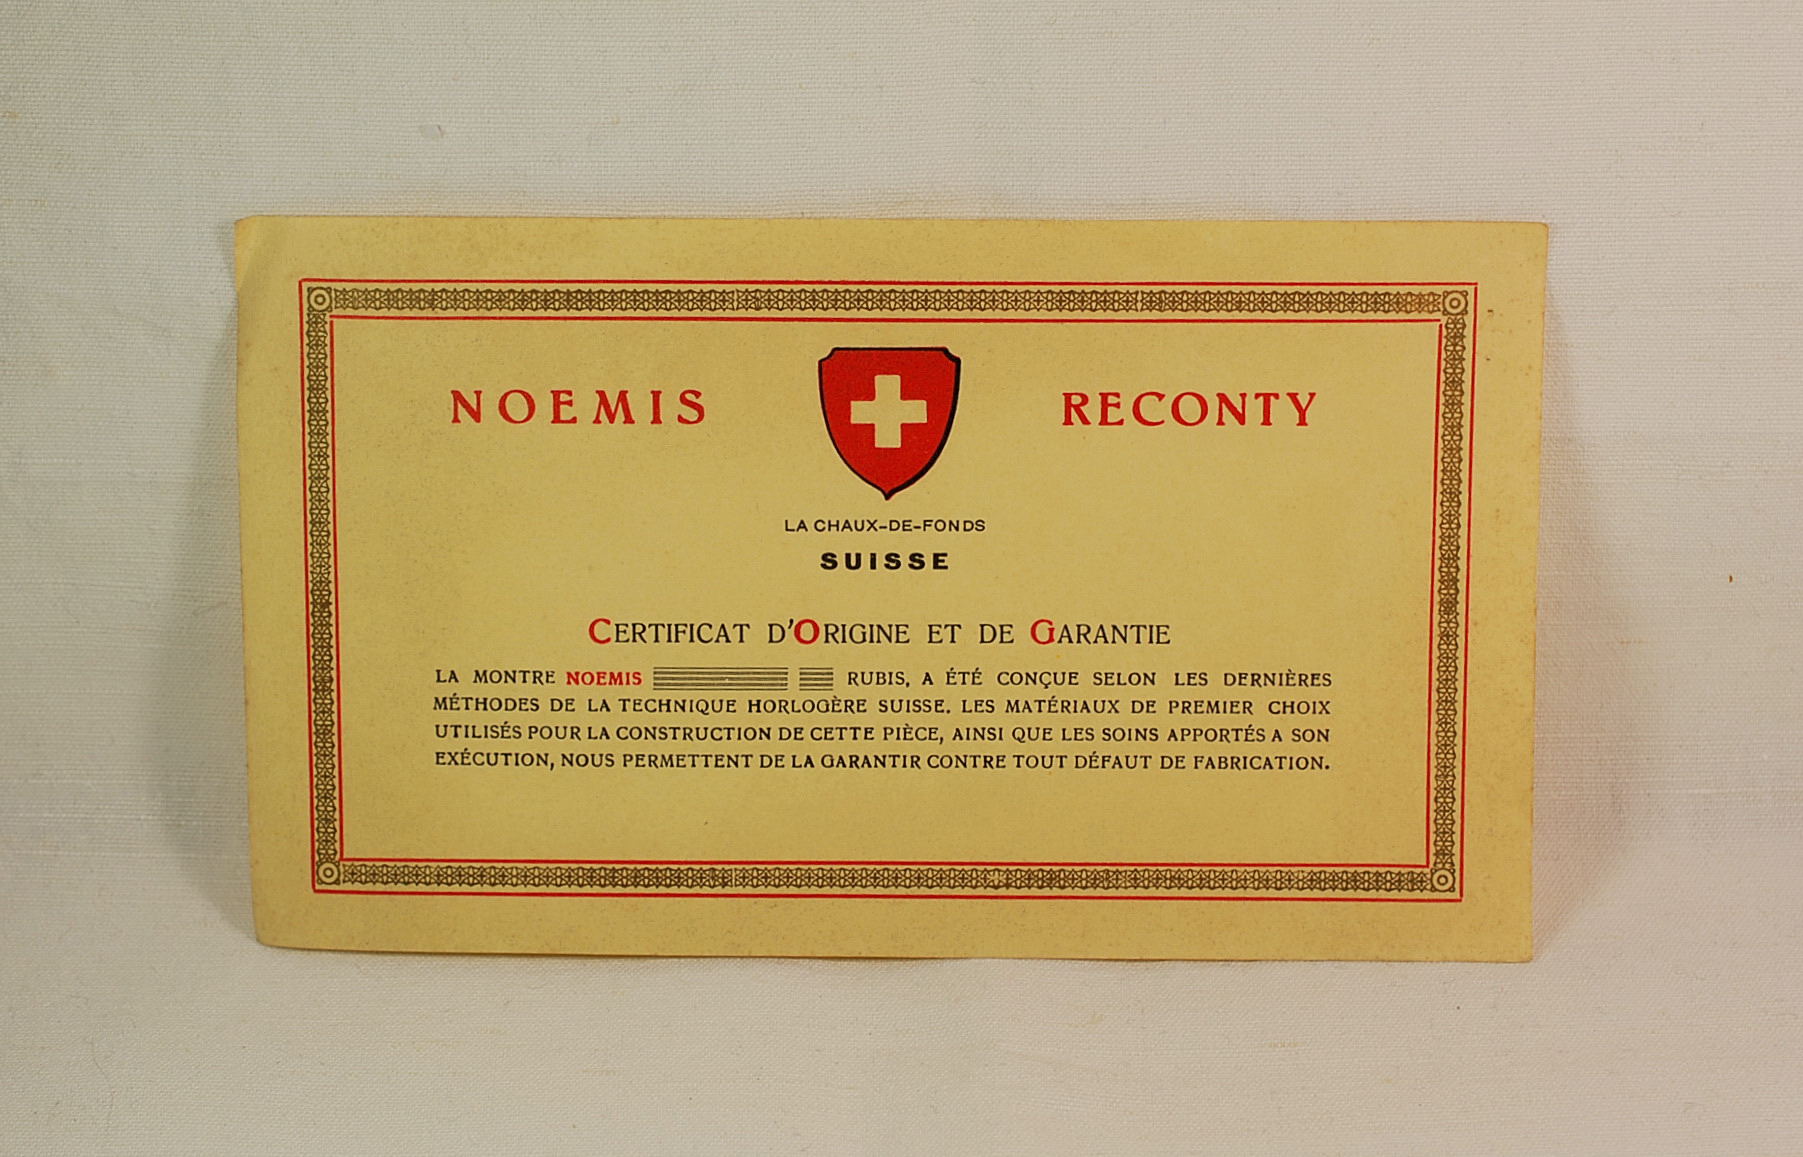 NOEMIS RECONTY
LA CHAUX-DE-FONDS
SUISSE
CERTIFICAT D'ORIGINE ET DE GARANTIE
LA MONTRE NOEMIS RUBIS, A ÉTÉ CONÇUE SELON LES DERNIÈRES
MÉTHODES DE LA TECHNIQUE HORLOGÈRE SUISSE. LES MATÉRIAUX DE PREMIER CHOIX
UTILISÉS POUR LA CONSTRUCTION DE CETTE PIÈCE, AINSI QUE LES SOINS APPORTÉS A SON
EXÉCUTION, NOUS PERMETTENT DE LA GARANTIR CONTRE TOUT DÉFAUT DE FABRICATION.